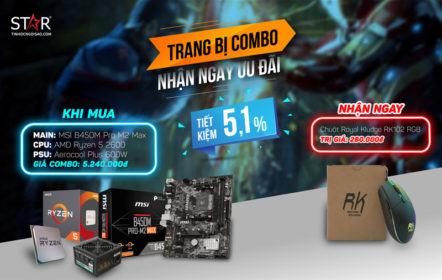 STAR
TINHOCNGOISAO.COM
TRANG BỊ COMBO
NHẬN NGAY ƯU ĐÃI
TIẾT KIỆM 5,1%
KHI MUA
MAIN: MSI B450M Pro M2 Max
CPU: AMD Ryzen 5 2600
PSU: Aerocool Plus 600W
GIÁ COMBO: 5.240.000đ
NHẬN NGAY
Chuột Royal Kludge RK102 RGB
TRỊ GIÁ: 280.000đ
RYZEN
5
RYZEN
msi
B450M
PRO-M2 MAX
RK